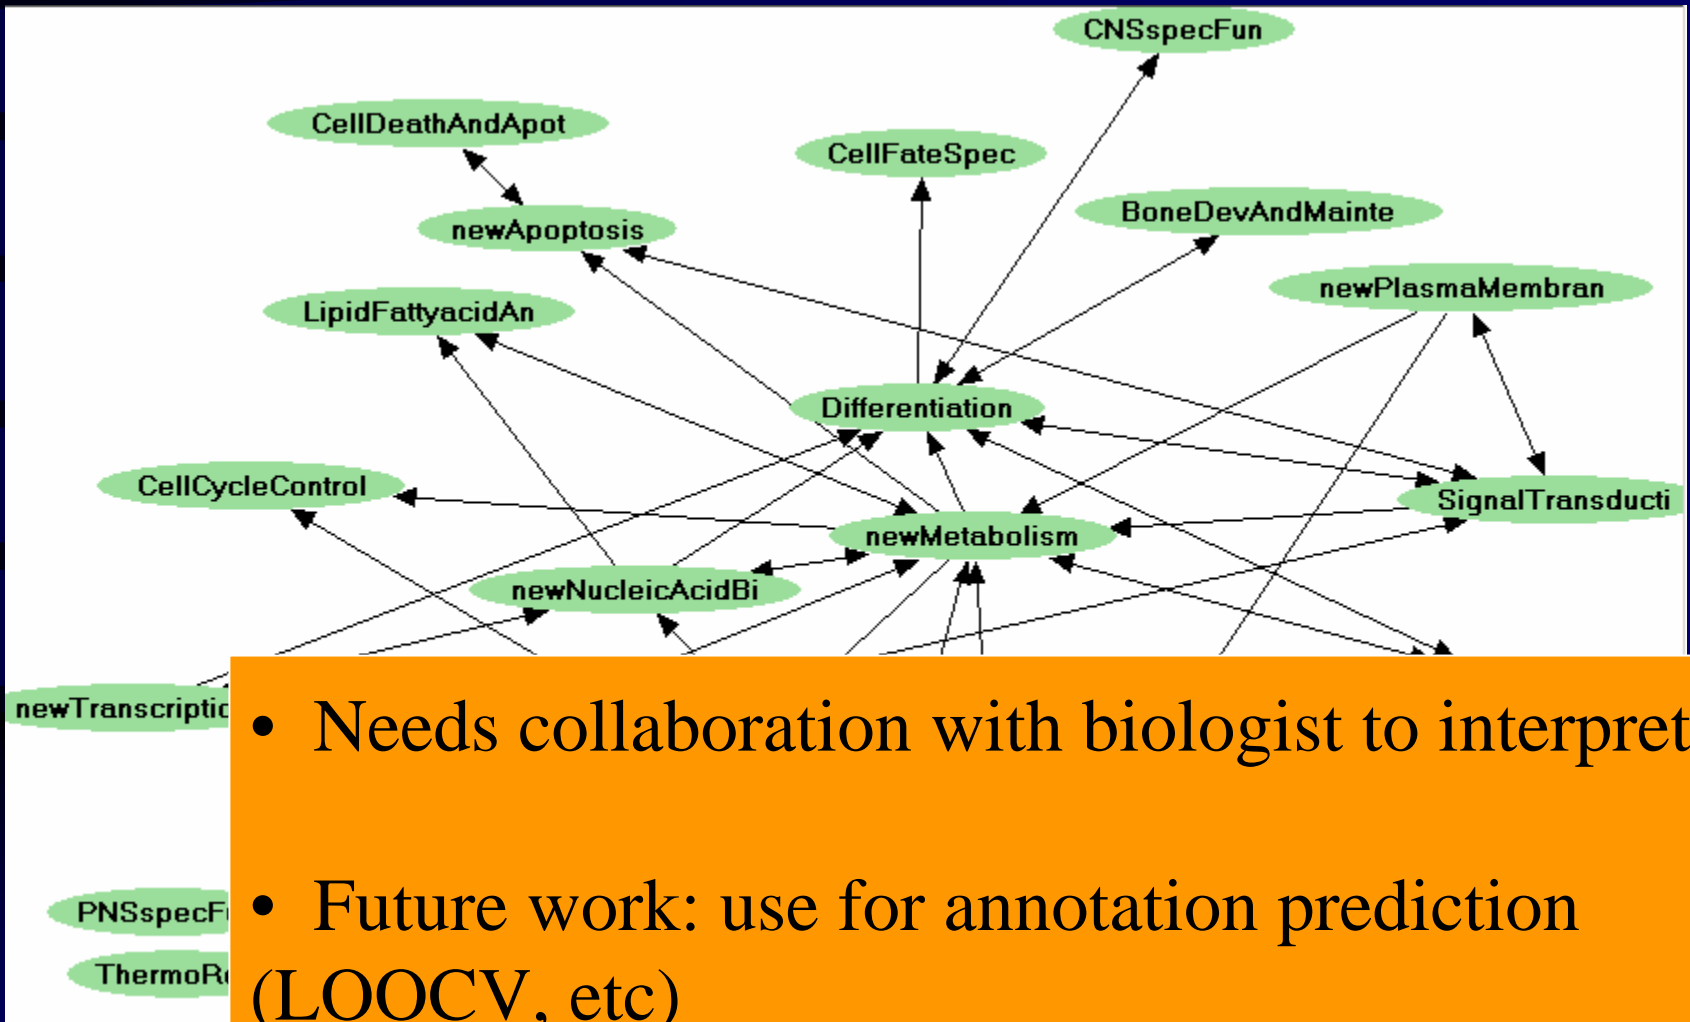 CNSspecFun
CellDeathAndApot
CellFateSpec
BoneDevAndMainte
newApoptosis
newPlasmaMembran
LipidFattyacidAn
Differentiation
CellCycleControl
SignalTransducti
newMetabolism
newNucleicAcidBi
newTranscriptic
• Needs collaboration with biologist to interpret
PNSspecF
• Future work: use for annotation prediction
ThermoR
(LOOCV, etc)